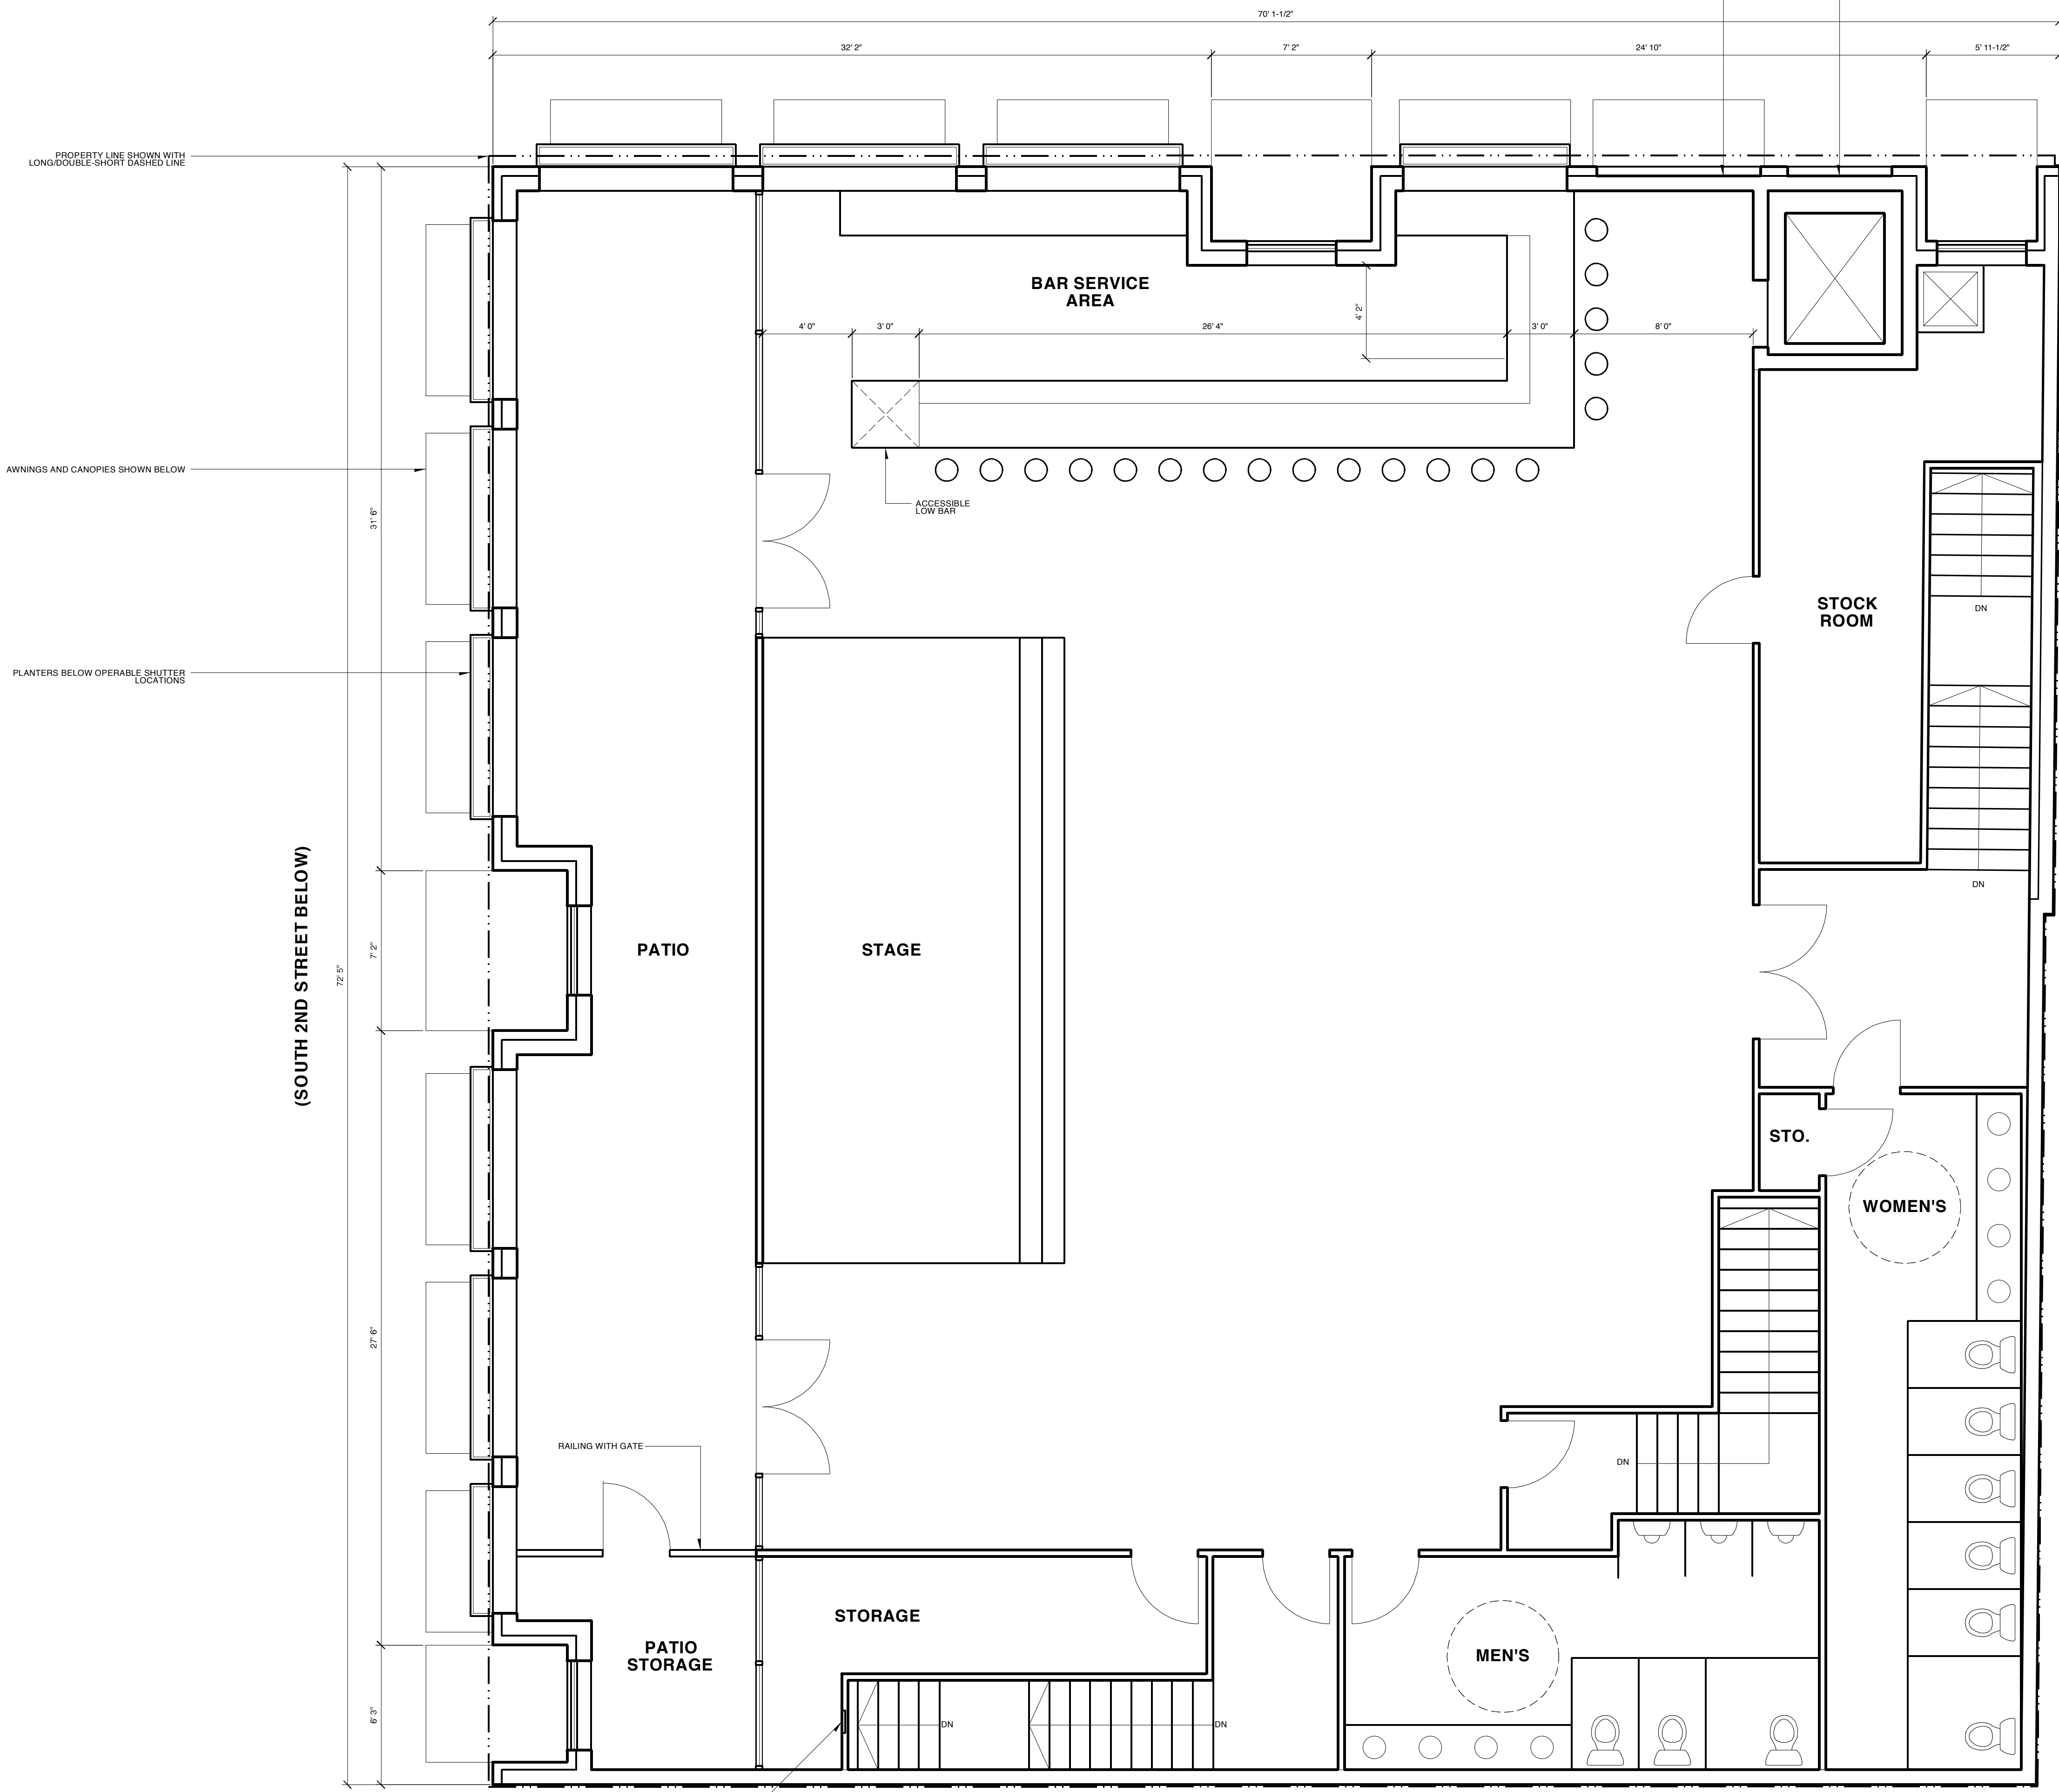 70' 1-1/2"
32' 2"
7' 2"
24' 10"
5' 11-1/2"
PROPERTY LINE SHOWN WITH
LONG/DOUBLE-SHORT DASHED LINE
BAR SERVICE
AREA
4' 2"
4' 0"
3' 0"
26' 4"
3' 0"
8' 0"
AWNINGS AND CANOPIES SHOWN BELOW
ACCESSIBLE
LOW BAR
31' 6"
STOCK
ROOM
DN
PLANTERS BELOW OPERABLE SHUTTER
LOCATIONS
DN
(SOUTH 2ND STREET BELOW)
72' 5"
7' 2"
PATIO
STAGE
STO.
WOMEN'S
27' 6"
RAILING WITH GATE
DN
STORAGE
PATIO
STORAGE
MEN'S
6' 3"
DN
DN